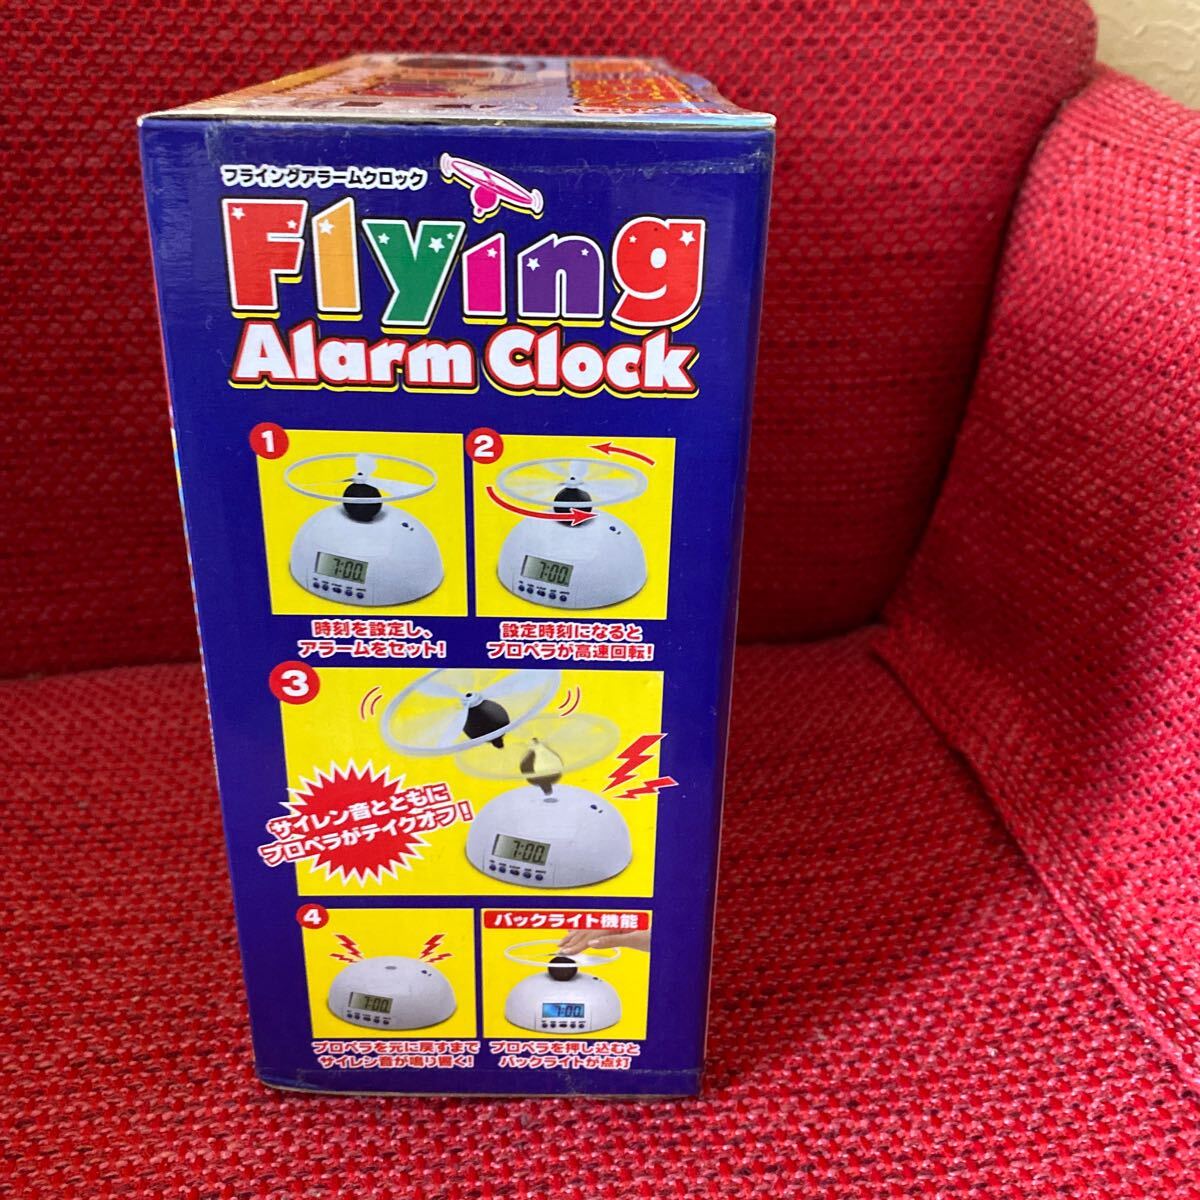 フライングアラームクロック
Flying
Alarm Clock
1
2
7:00
7:00
時刻を設定し、
アラームをセット!
設定時刻になると
プロペラが高速回転!
3
サイレン音とともに
プロペラがテイクオフ!
7:00
4
バックライト機能
7:00
7:00
プロペラを元に戻すまで
サイレン音が鳴り響く!
プロペラを押し込むと
バックライトが点灯